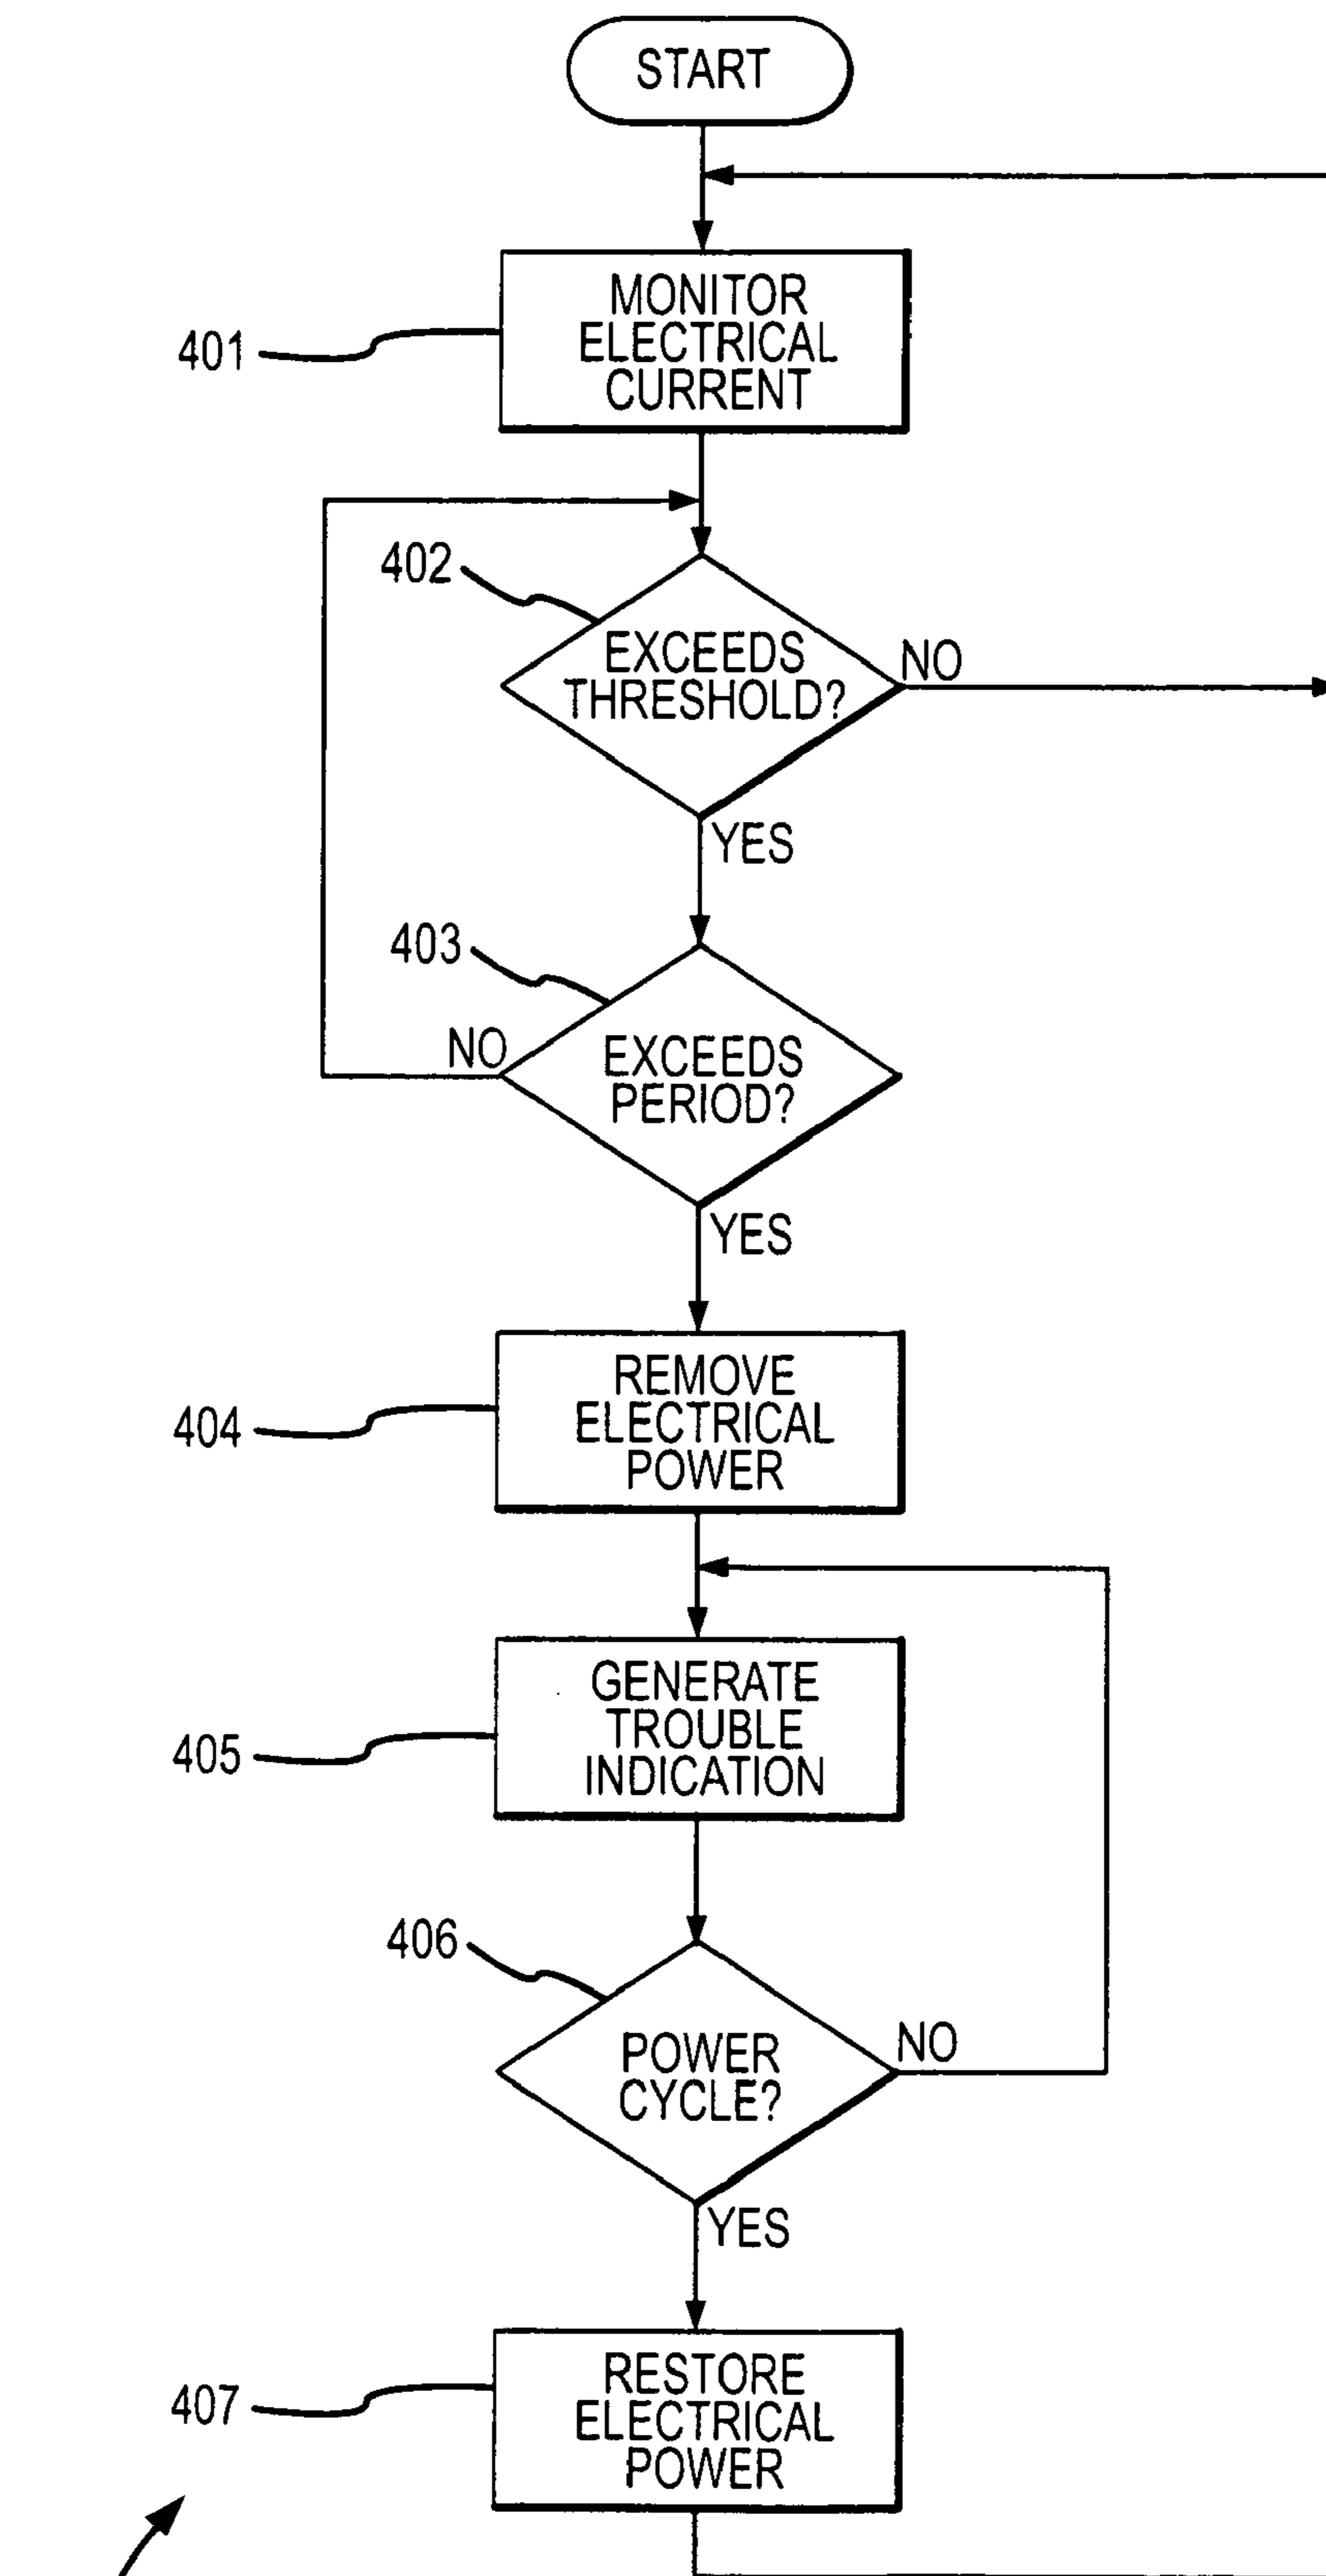 START
MONITOR
ELECTRICAL
CURRENT
401
402
EXCEEDS
THRESHOLD?
NO
YES
403
NO
EXCEEDS
PERIOD?
YES
REMOVE
ELECTRICAL
POWER
404
GENERATE
TROUBLE
INDICATION
405
406
POWER
CYCLE?
NO
YES
RESTORE
ELECTRICAL
POWER
407